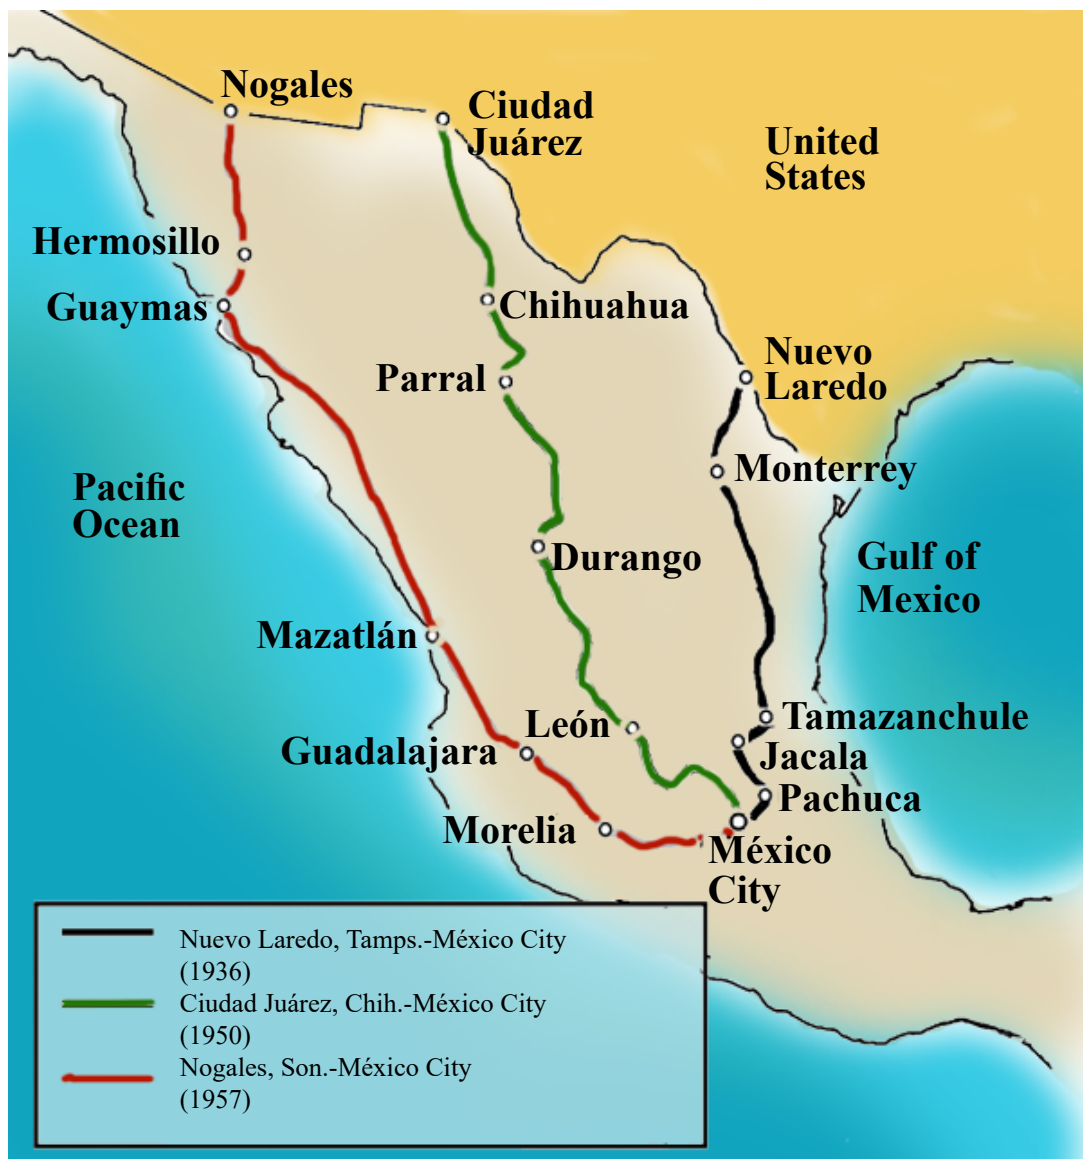 Nogales
Ciudad
Juárez
United
States
Hermosillo
Guaymas
Chihuahua
Parral
Nuevo
Laredo
Monterrey
Pacific
Ocean
Durango
Gulf of
Mexico
Mazatlán
León
Tamazanchule
Guadalajara
Jacala
Pachuca
Morelia
México
City
Nuevo Laredo, Tamps.-México City
(1936)
Ciudad Juárez, Chih.-México City
(1950)
Nogales, Son.-México City
(1957)